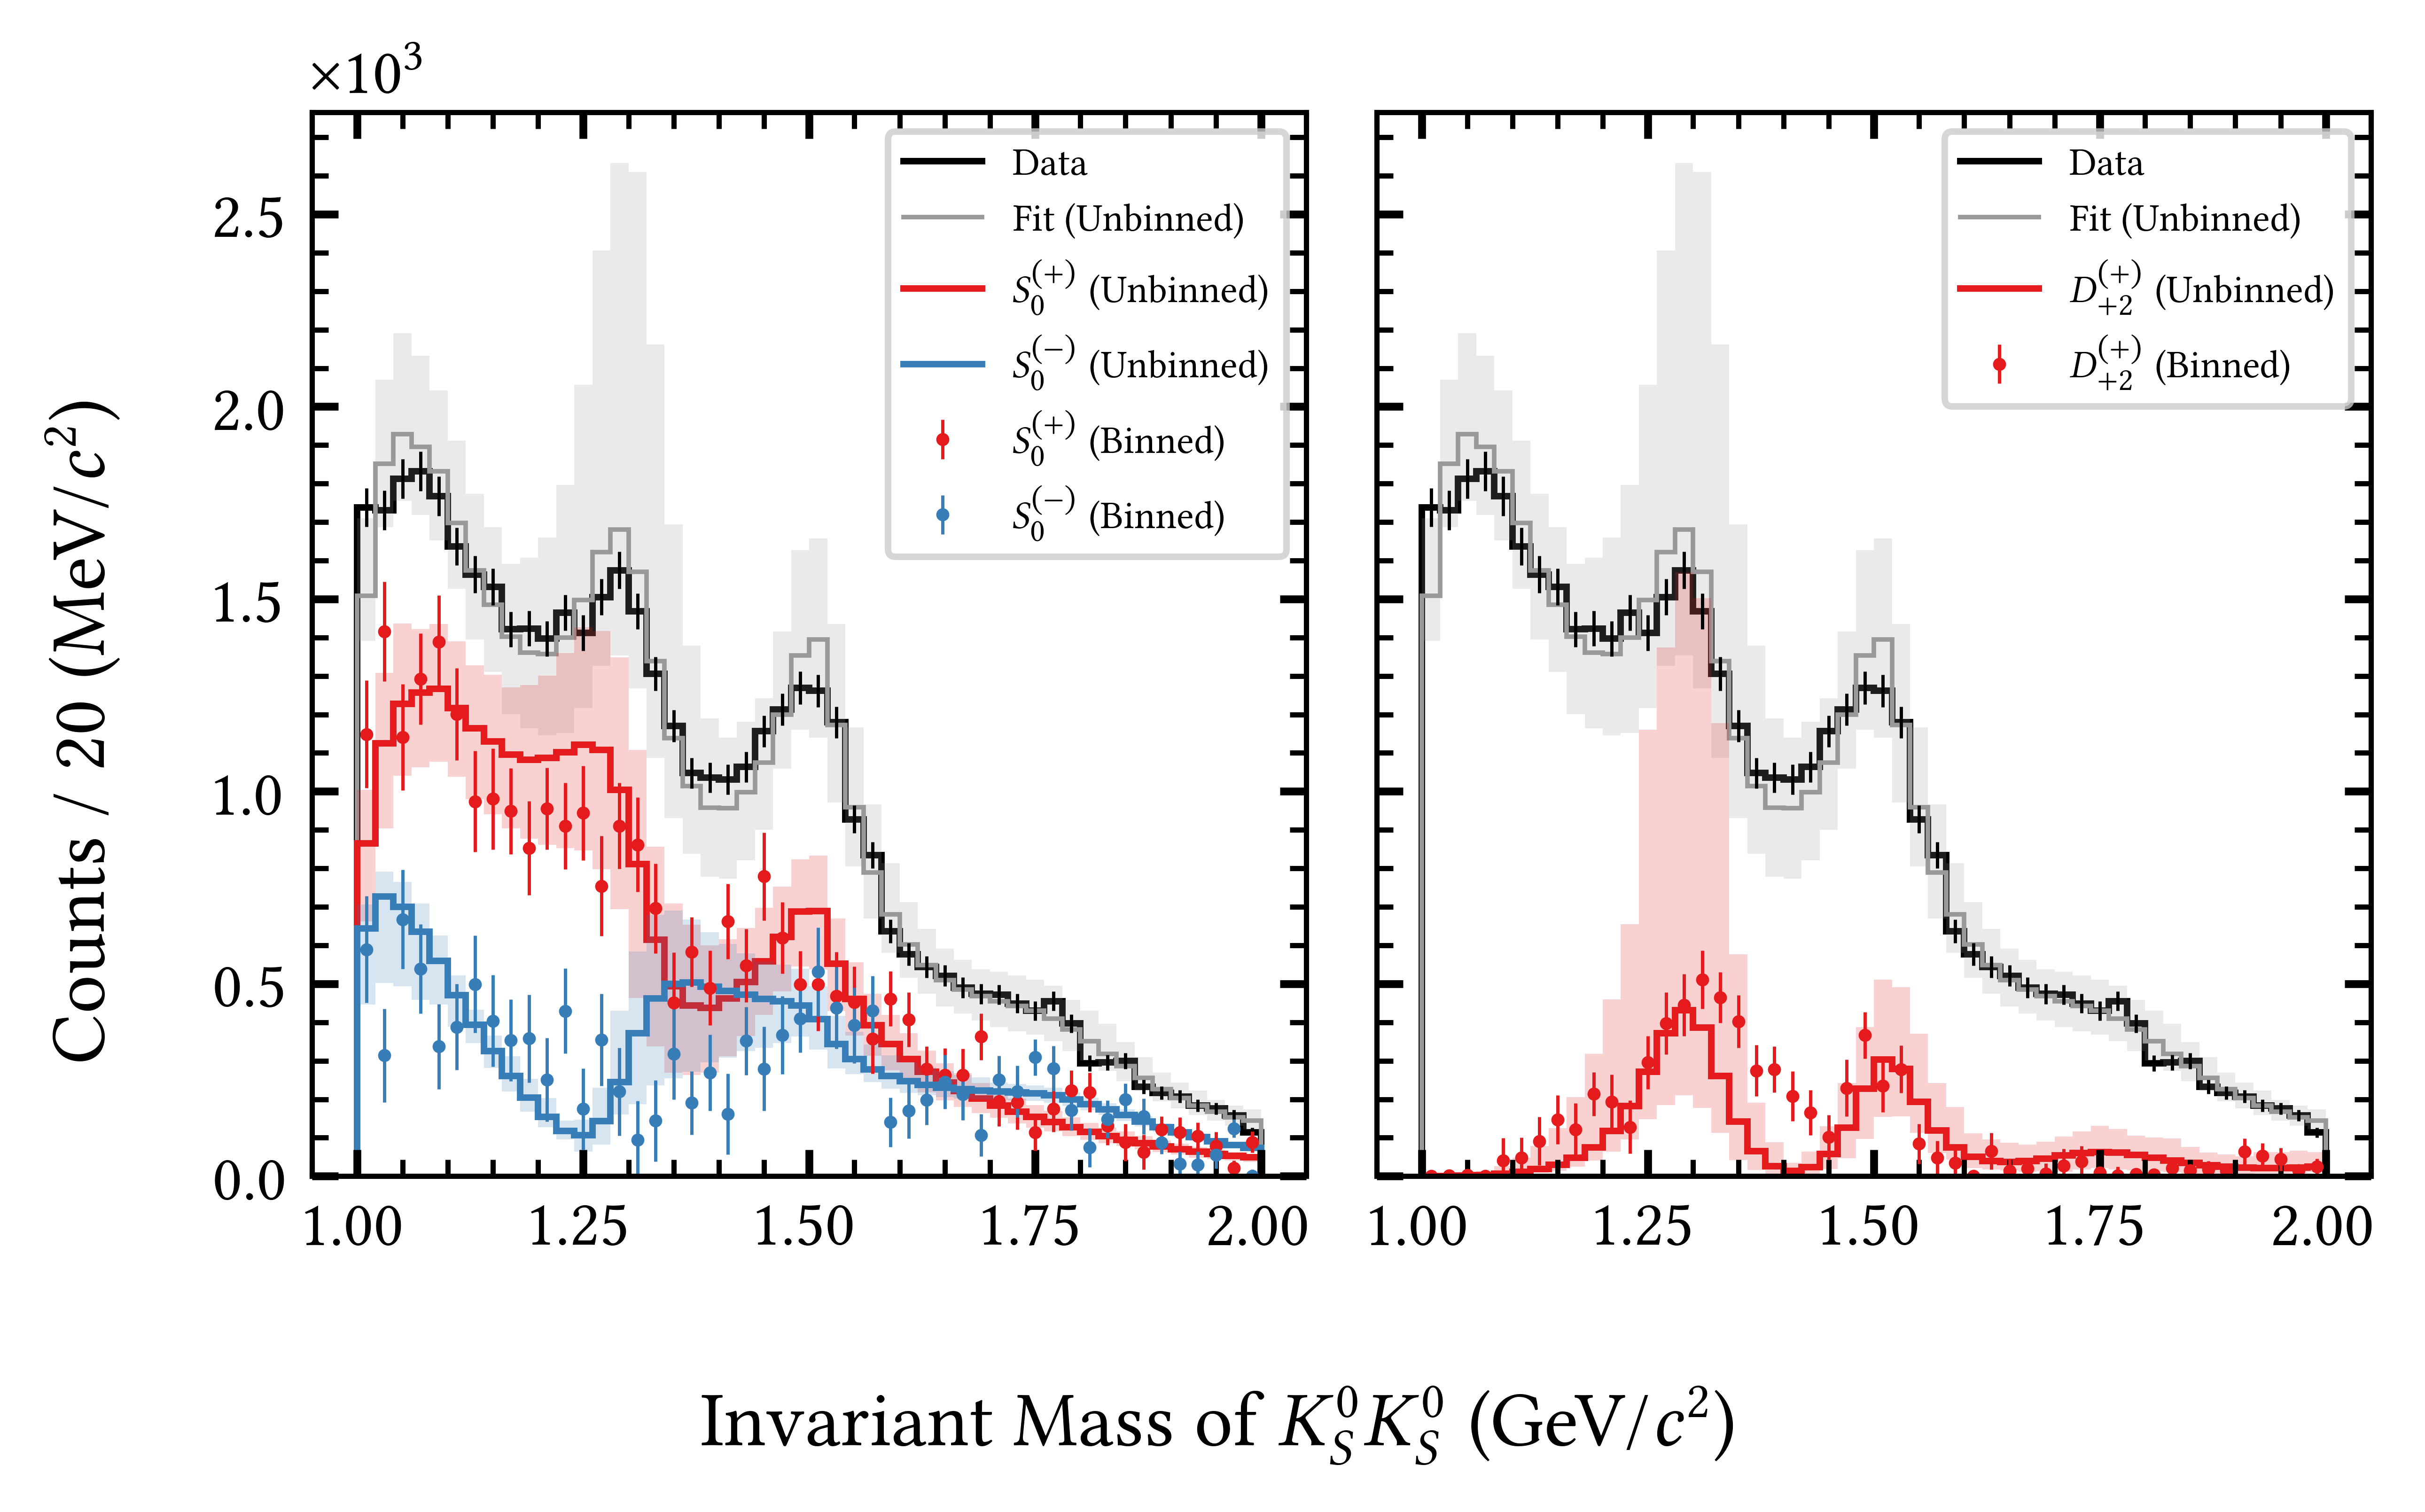 ×10³
Counts / 20 (MeV/c²)
2.5
2.0
1.5
1.0
0.5
0.0
Data
Fit (Unbinned)
S₀⁽⁺⁾ (Unbinned)
S₀⁽⁻⁾ (Unbinned)
S₀⁽⁺⁾ (Binned)
S₀⁽⁻⁾ (Binned)
1.00 1.25 1.50 1.75 2.00
Data
Fit (Unbinned)
D₊₂⁽⁺⁾ (Unbinned)
D₊₂⁽⁺⁾ (Binned)
1.00 1.25 1.50 1.75 2.00
Invariant Mass of K_S⁰K_S⁰ (GeV/c²)